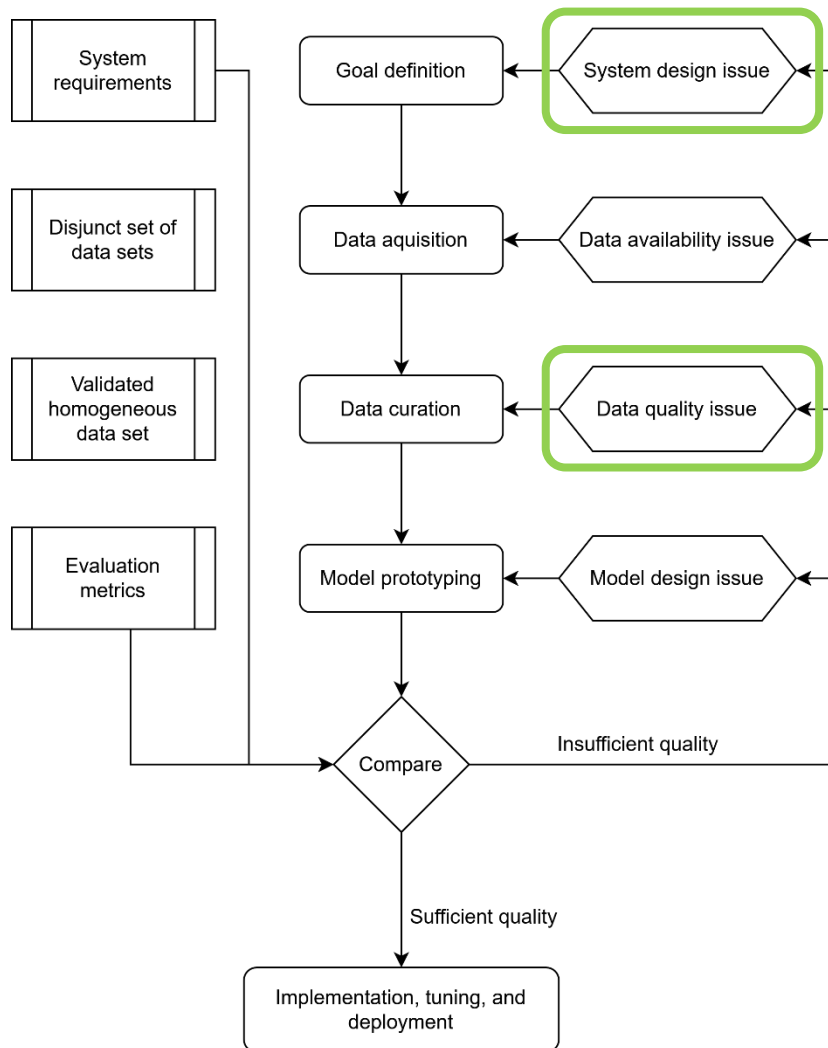 System
requirements
Goal definition
System design issue
Disjunct set of
data sets
Data aquisition
Data availability issue
Validated
homogeneous
data set
Data curation
Data quality issue
Evaluation
metrics
Model prototyping
Model design issue
Compare
Insufficient quality
Sufficient quality
Implementation, tuning, and
deployment